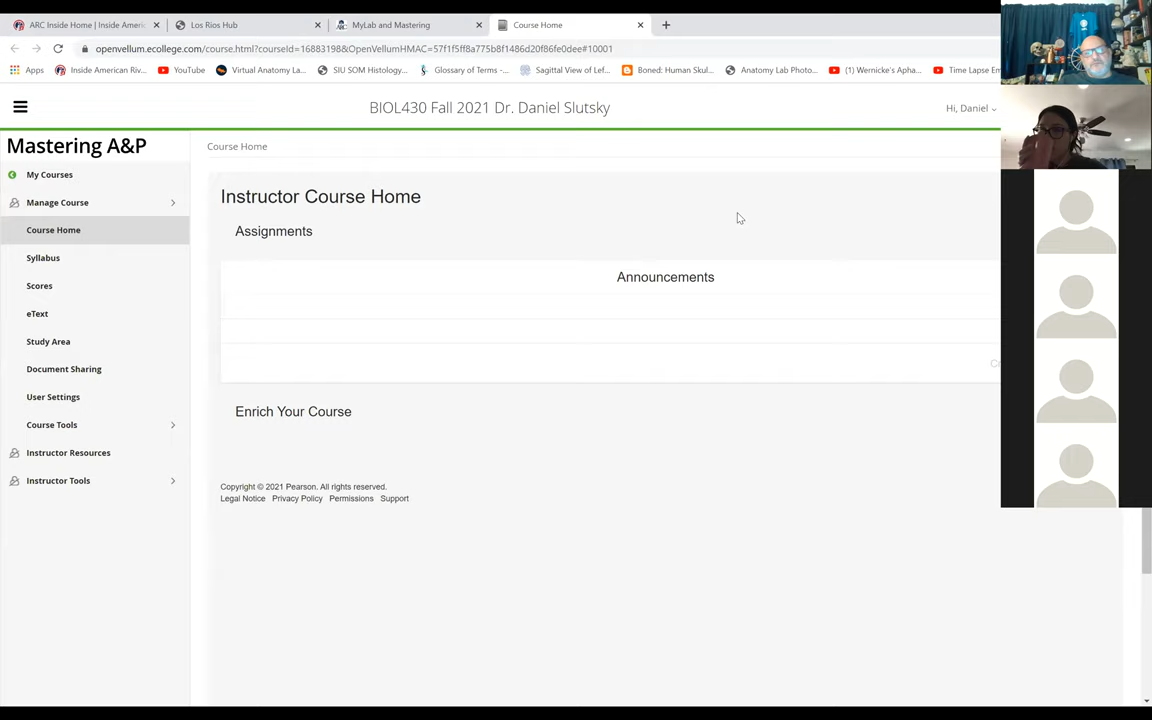 ARC Inside Home | Inside Americ
Los Rios Hub
MyLab and Mastering
Course Home
openvellum.ecollege.com/course.html?courseId=16883198&OpenVellumHMAC=57f1f5ff8a775b8f1486d20f86fe0dee#10001
Apps
Inside American Riv...
YouTube
Virtual Anatomy La...
SIU SOM Histology...
Glossary of Terms -...
Sagittal View of Lef...
Boned: Human Skul...
Anatomy Lab Photo...
(1) Wernicke's Apha...
Time Lapse Em
BIOL430 Fall 2021 Dr. Daniel Slutsky
Hi, Daniel
Mastering A&P
My Courses
Manage Course
Course Home
Syllabus
Scores
eText
Study Area
Document Sharing
User Settings
Course Tools
Instructor Resources
Instructor Tools
Course Home
Instructor Course Home
Assignments
Announcements
Enrich Your Course
Copyright © 2021 Pearson. All rights reserved.
Legal Notice Privacy Policy Permissions Support